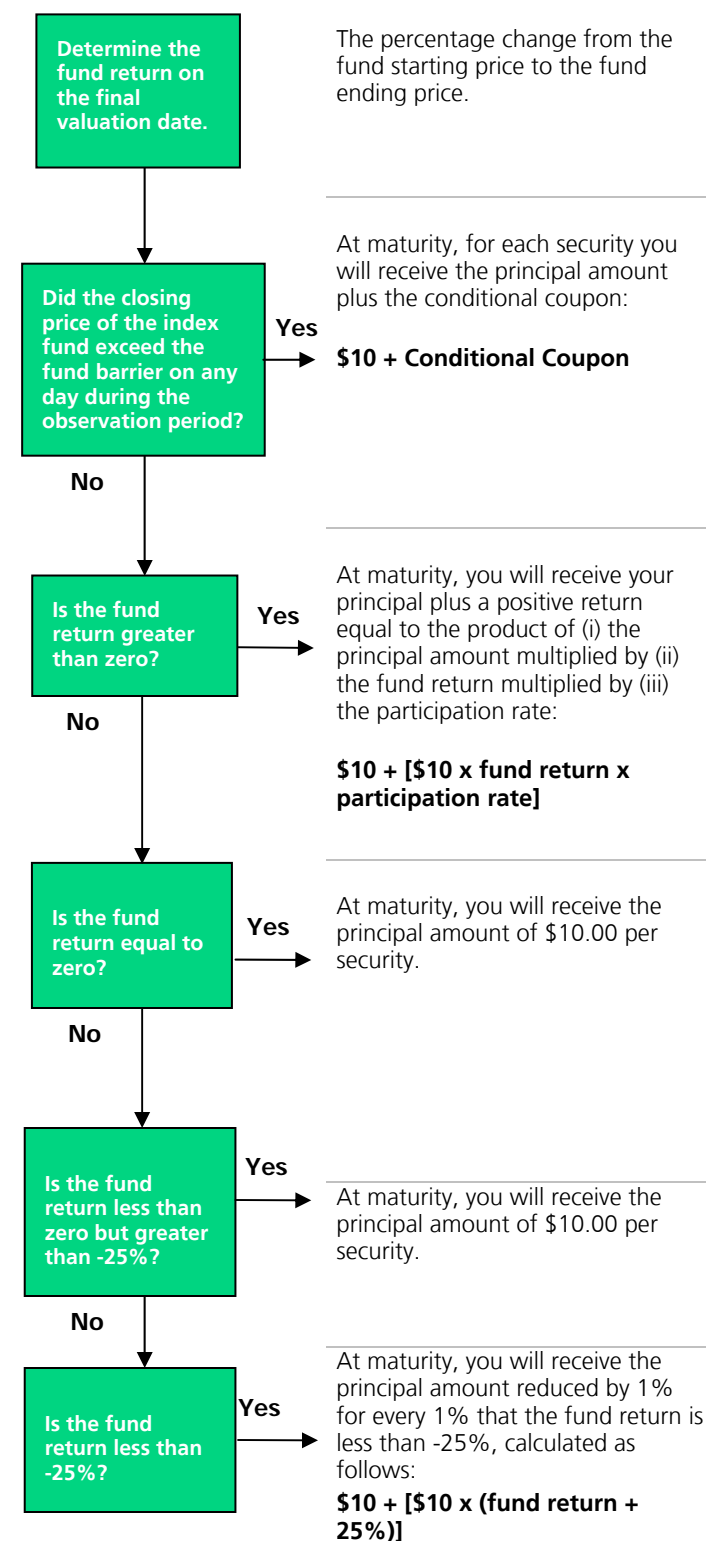 Determine the
fund return on
the final
valuation date.
The percentage change from the
fund starting price to the fund
ending price.
Did the closing
price of the index
fund exceed the
fund barrier on any
day during the
observation period?
Yes
At maturity, for each security you
will receive the principal amount
plus the conditional coupon:
$10 + Conditional Coupon
No
Is the fund
return greater
than zero?
Yes
At maturity, you will receive your
principal plus a positive return
equal to the product of (i) the
principal amount multiplied by (ii)
the fund return multiplied by (iii)
the participation rate:
$10 + [$10 x fund return x
participation rate]
No
Is the fund
return equal to
zero?
Yes
At maturity, you will receive the
principal amount of $10.00 per
security.
No
Is the fund
return less than
zero but greater
than -25%?
Yes
At maturity, you will receive the
principal amount of $10.00 per
security.
No
Is the fund
return less than
-25%?
Yes
At maturity, you will receive the
principal amount reduced by 1%
for every 1% that the fund return is
less than -25%, calculated as
follows:
$10 + [$10 x (fund return +
25%)]